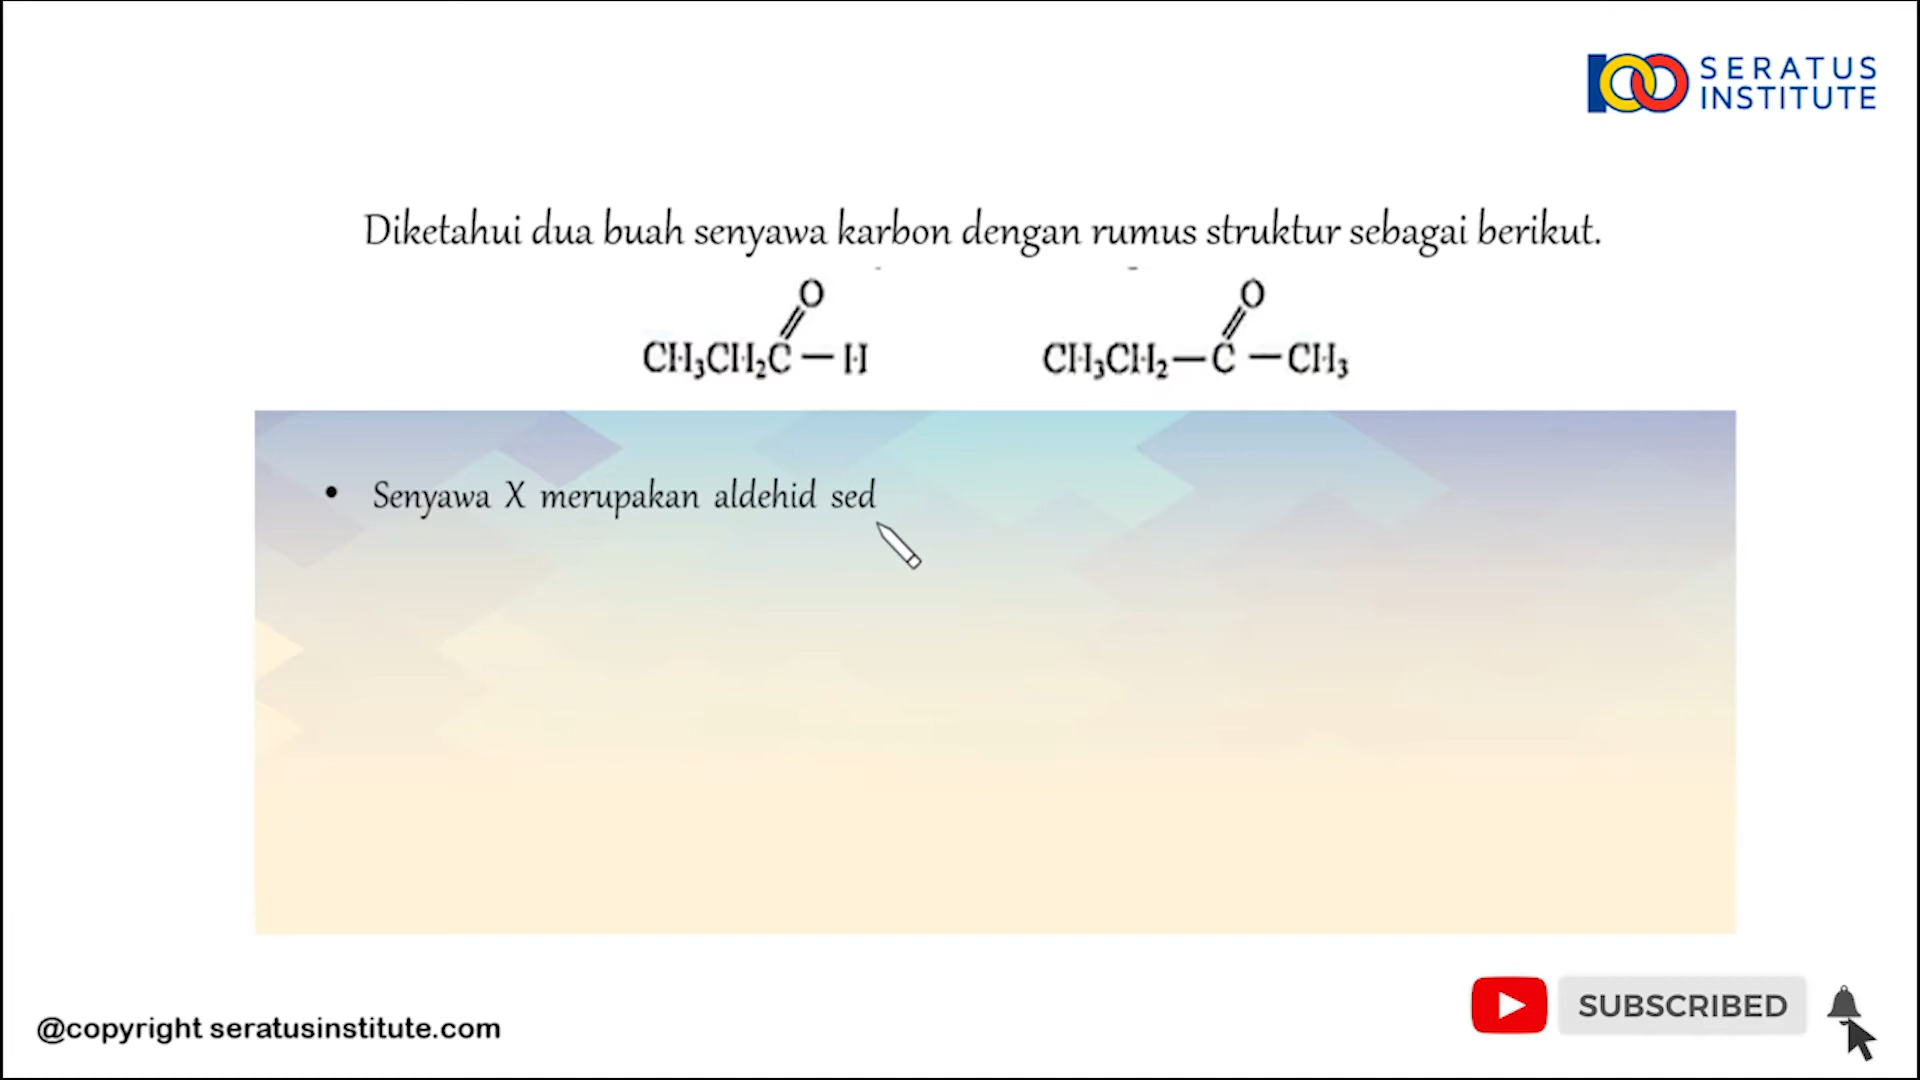 SERATUS
INSTITUTE
Diketahui dua buah senyawa karbon dengan rumus struktur sebagai berikut.
O O
CH₃CH₂C — H CH₃CH₂ — C — CH₃
• Senyawa X merupakan aldehid sed
SUBSCRIBED
@copyright seratusinstitute.com